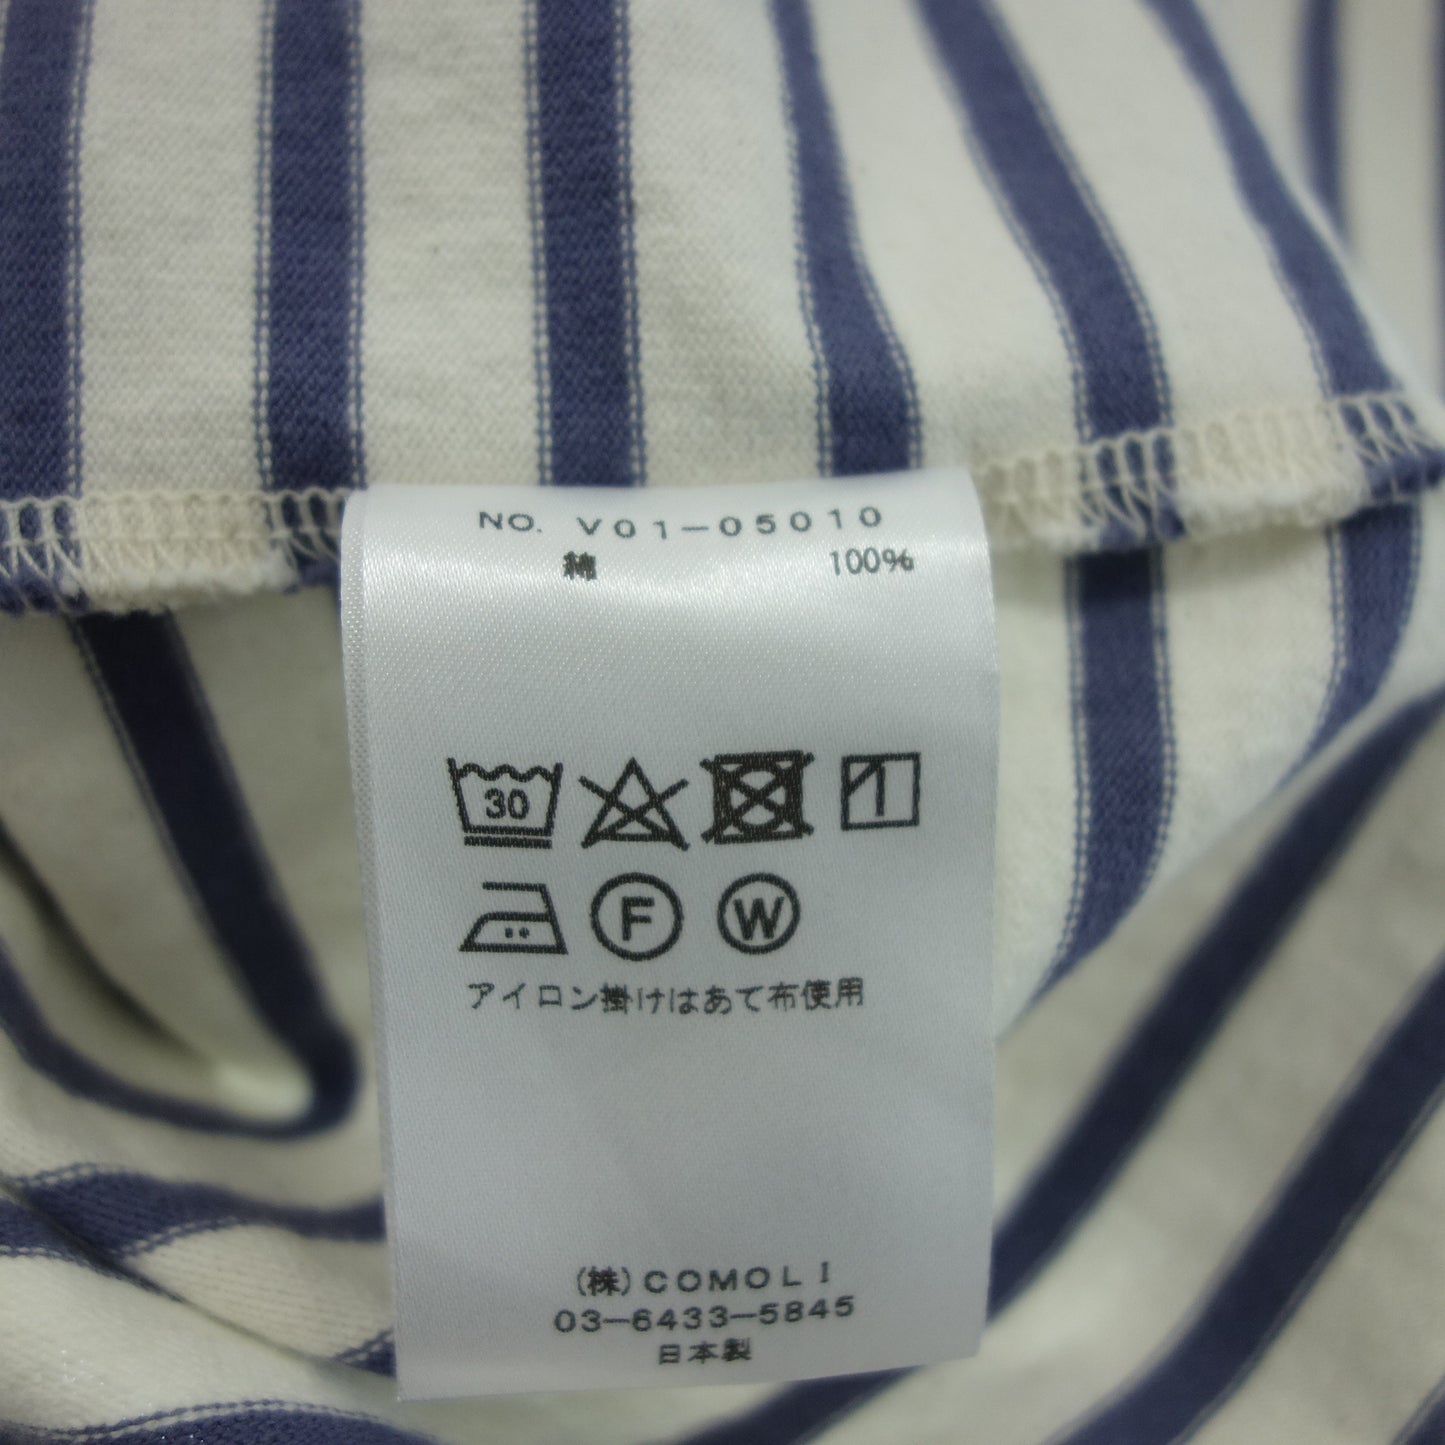 NO. V01-05010
綿 100%
30
F W
アイロン掛けはあて布使用
(株)COMOLI
03-6433-5845
日本製